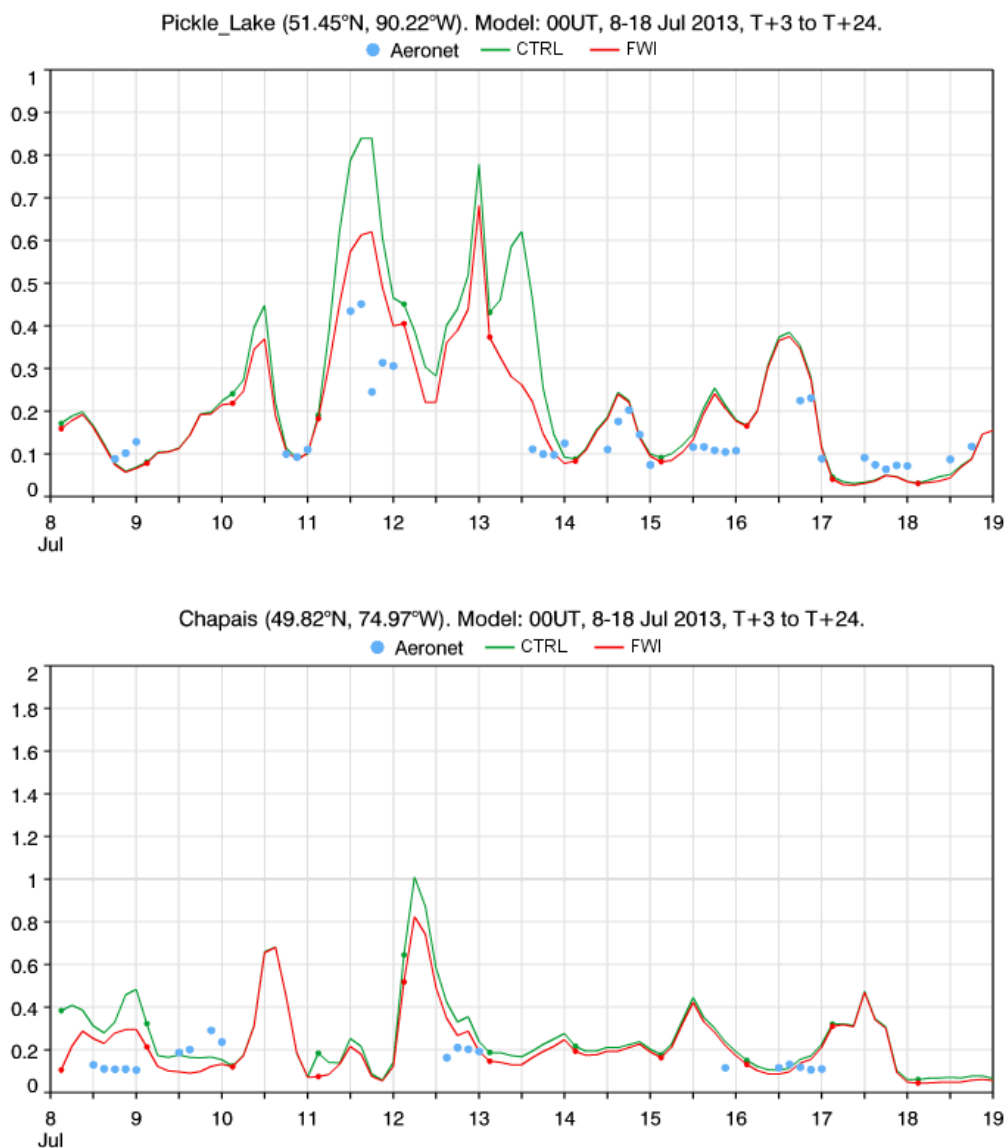 Pickle_Lake (51.45°N, 90.22°W). Model: 00UT, 8-18 Jul 2013, T+3 to T+24.
Aeronet CTRL FWI
1
0.9
0.8
0.7
0.6
0.5
0.4
0.3
0.2
0.1
0
8 9 10 11 12 13 14 15 16 17 18 19
Jul
Chapais (49.82°N, 74.97°W). Model: 00UT, 8-18 Jul 2013, T+3 to T+24.
Aeronet CTRL FWI
2
1.8
1.6
1.4
1.2
1
0.8
0.6
0.4
0.2
0
8 9 10 11 12 13 14 15 16 17 18 19
Jul